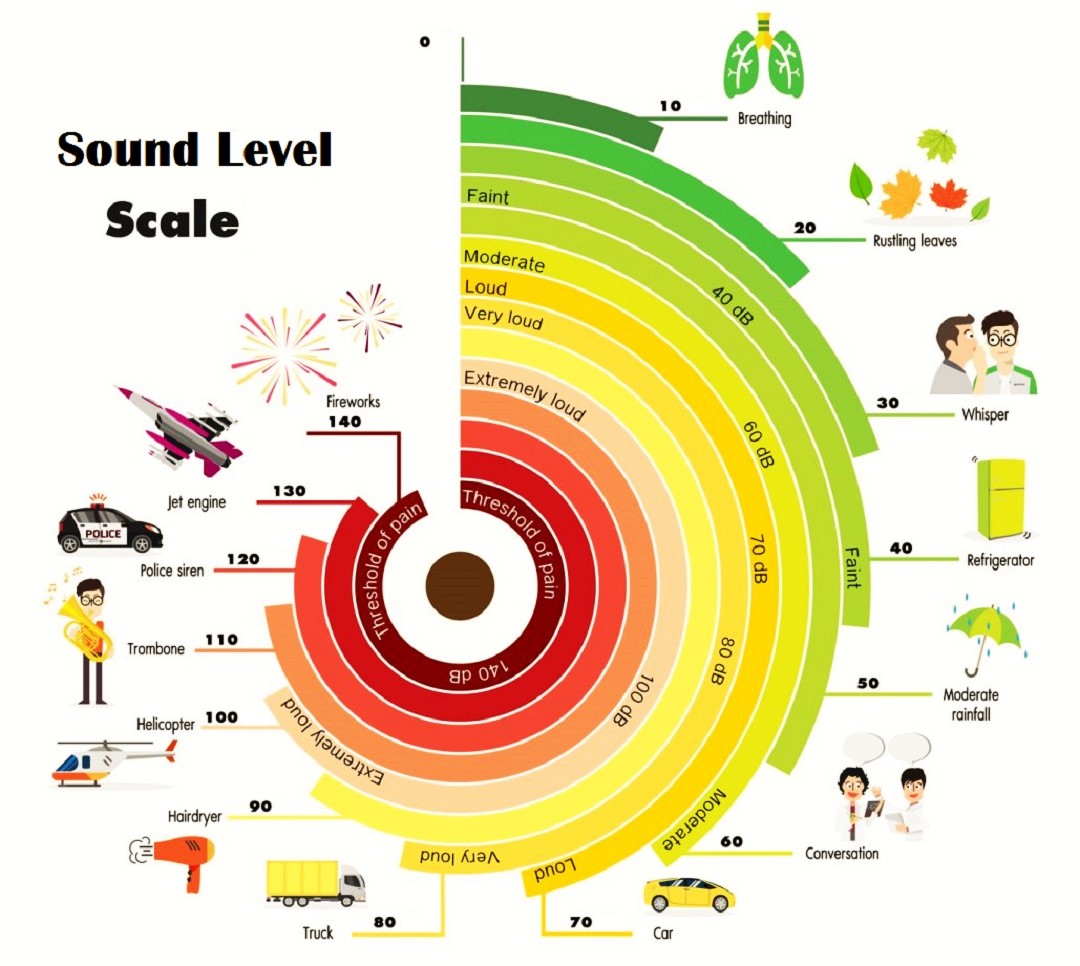 0
10
Breathing
Sound Level
Scale
20
Rustling leaves
Faint
Moderate
Loud
Very loud
Extremely loud
Threshold of pain
40 dB
60 dB
70 dB
80 dB
100 dB
140 dB
30
Whisper
40
Refrigerator
Faint
50
Moderate
rainfall
60
Conversation
Moderate
70
Car
Loud
80
Truck
Very loud
90
Hairdryer
100
Helicopter
Extremely loud
110
Trombone
120
Police siren
POLICE
130
Jet engine
Fireworks
140
Threshold of pain